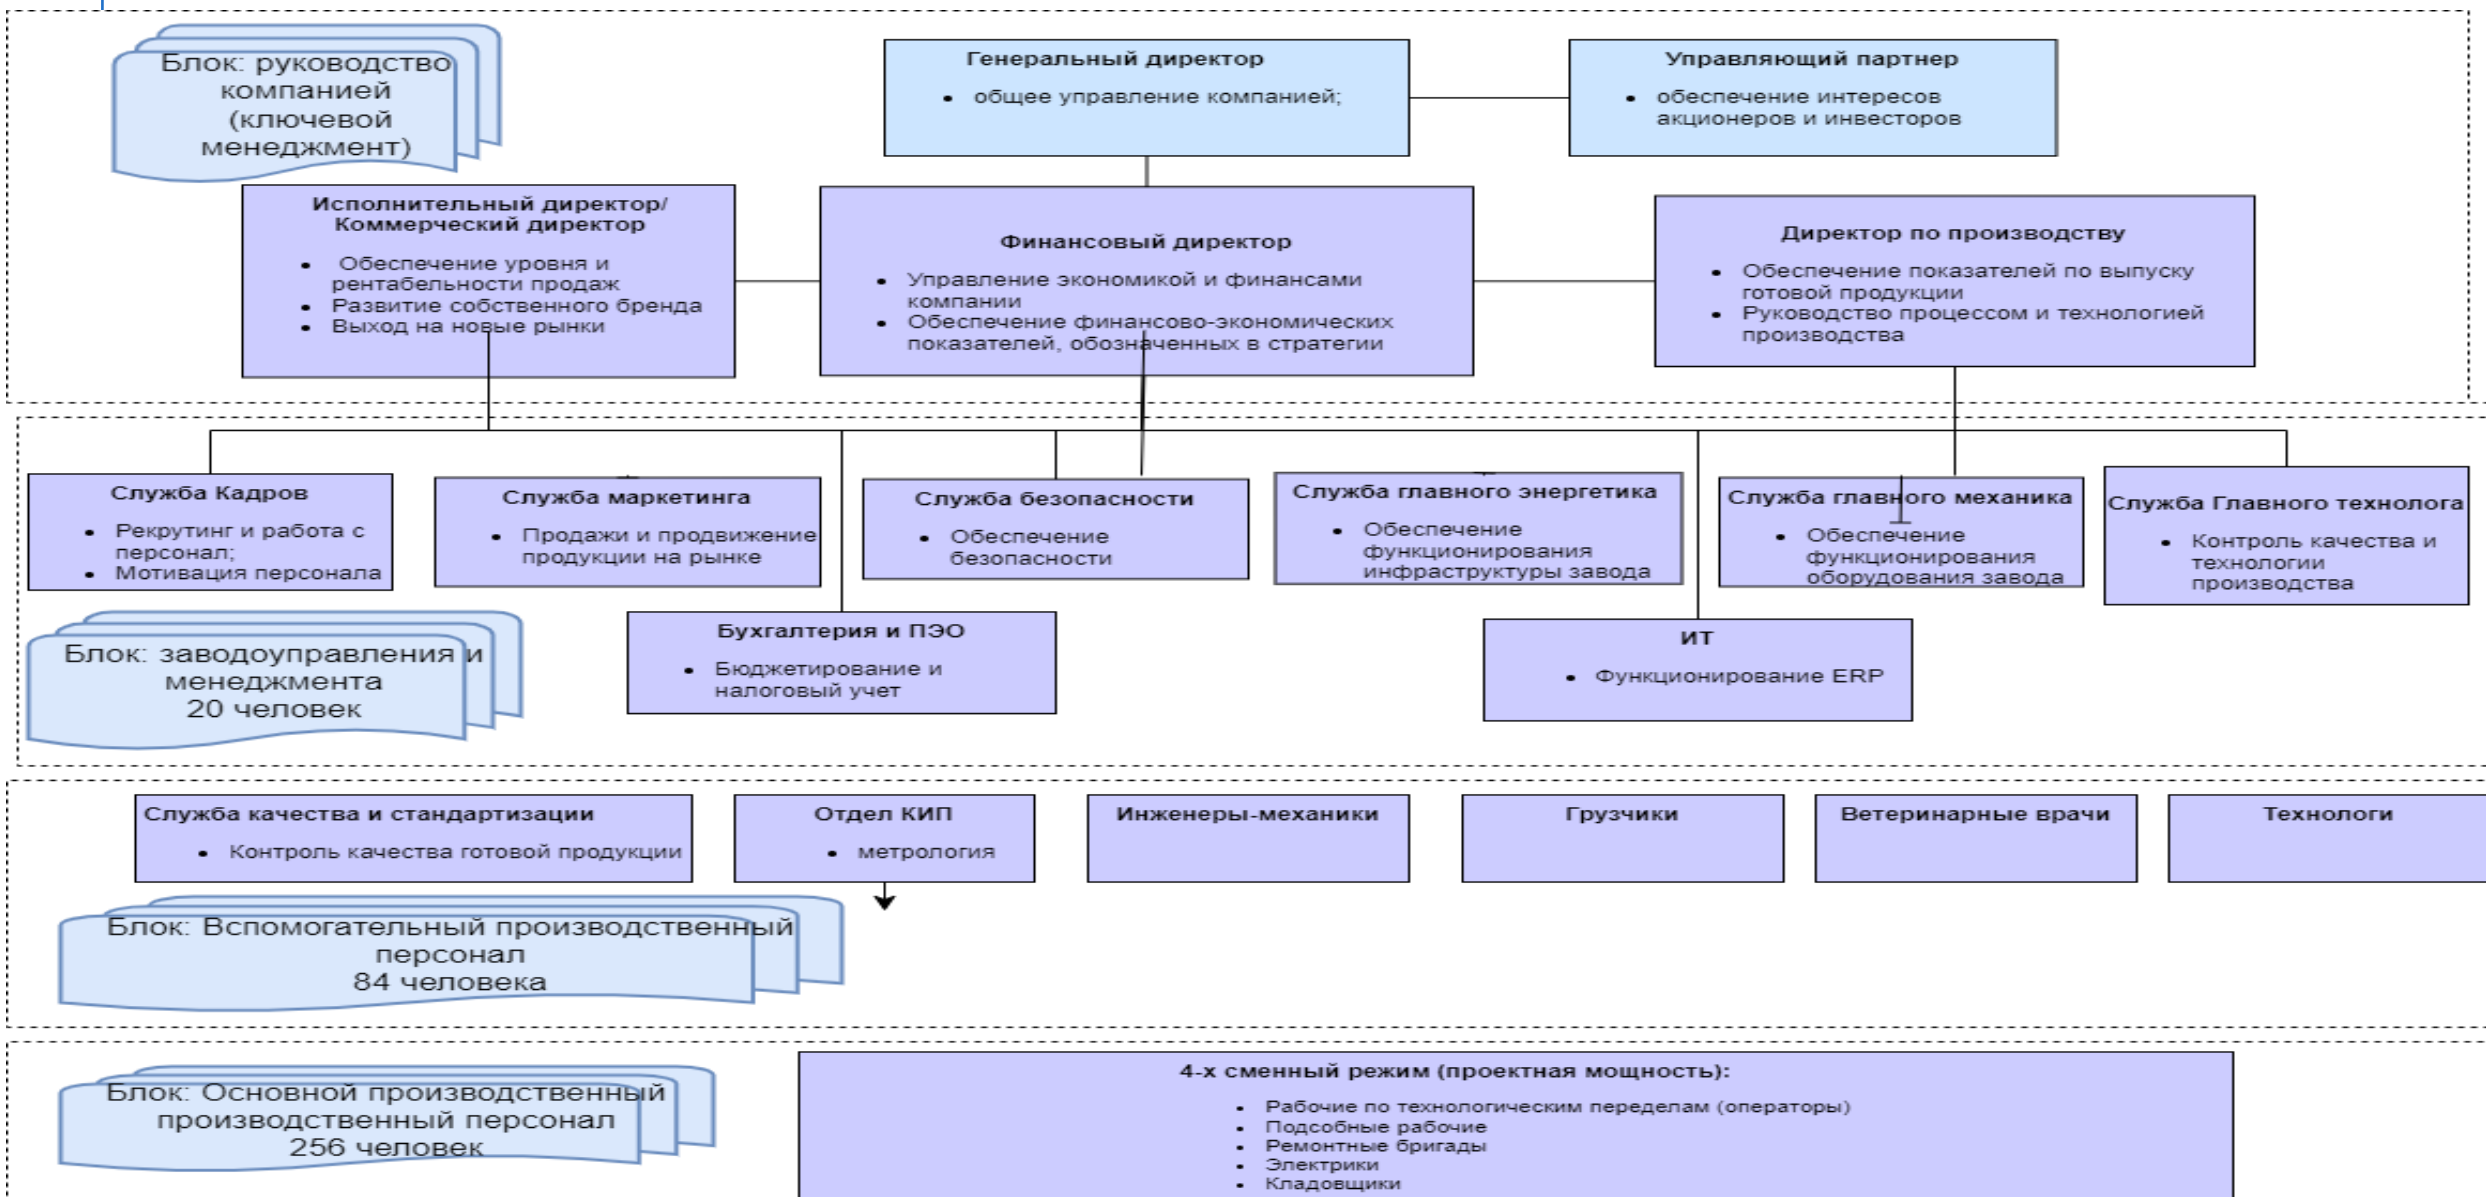 Блок: руководство
компанией
(ключевой
менеджмент)
Генеральный директор
• общее управление компанией;
Управляющий партнер
• обеспечение интересов
акционеров и инвесторов
Исполнительный директор/
Коммерческий директор
• Обеспечение уровня и
рентабельности продаж
• Развитие собственного бренда
• Выход на новые рынки
Финансовый директор
• Управление экономикой и финансами
компании
• Обеспечение финансово-экономических
показателей, обозначенных в стратегии
Директор по производству
• Обеспечение показателей по выпуску
готовой продукции
• Руководство процессом и технологией
производства
Служба Кадров
• Рекрутинг и работа с
персонал;
• Мотивация персонала
Служба маркетинга
• Продажи и продвижение
продукции на рынке
Служба безопасности
• Обеспечение
безопасности
Служба главного энергетика
• Обеспечение
функционирования
инфраструктуры завода
Служба главного механика
• Обеспечение
функционирования
оборудования завода
Служба Главного технолога
• Контроль качества и
технологии
производства
Блок: заводоуправления и
менеджмента
20 человек
Бухгалтерия и ПЭО
• Бюджетирование и
налоговый учет
ИТ
• Функционирование ERP
Служба качества и стандартизации
• Контроль качества готовой продукции
Отдел КИП
• метрология
Инженеры-механики
Грузчики
Ветеринарные врачи
Технологи
Блок: Вспомогательный производственный
персонал
84 человека
Блок: Основной производственный
производственный персонал
256 человек
4-х сменный режим (проектная мощность):
• Рабочие по технологическим переделам (операторы)
• Подсобные рабочие
• Ремонтные бригады
• Электрики
• Кладовщики